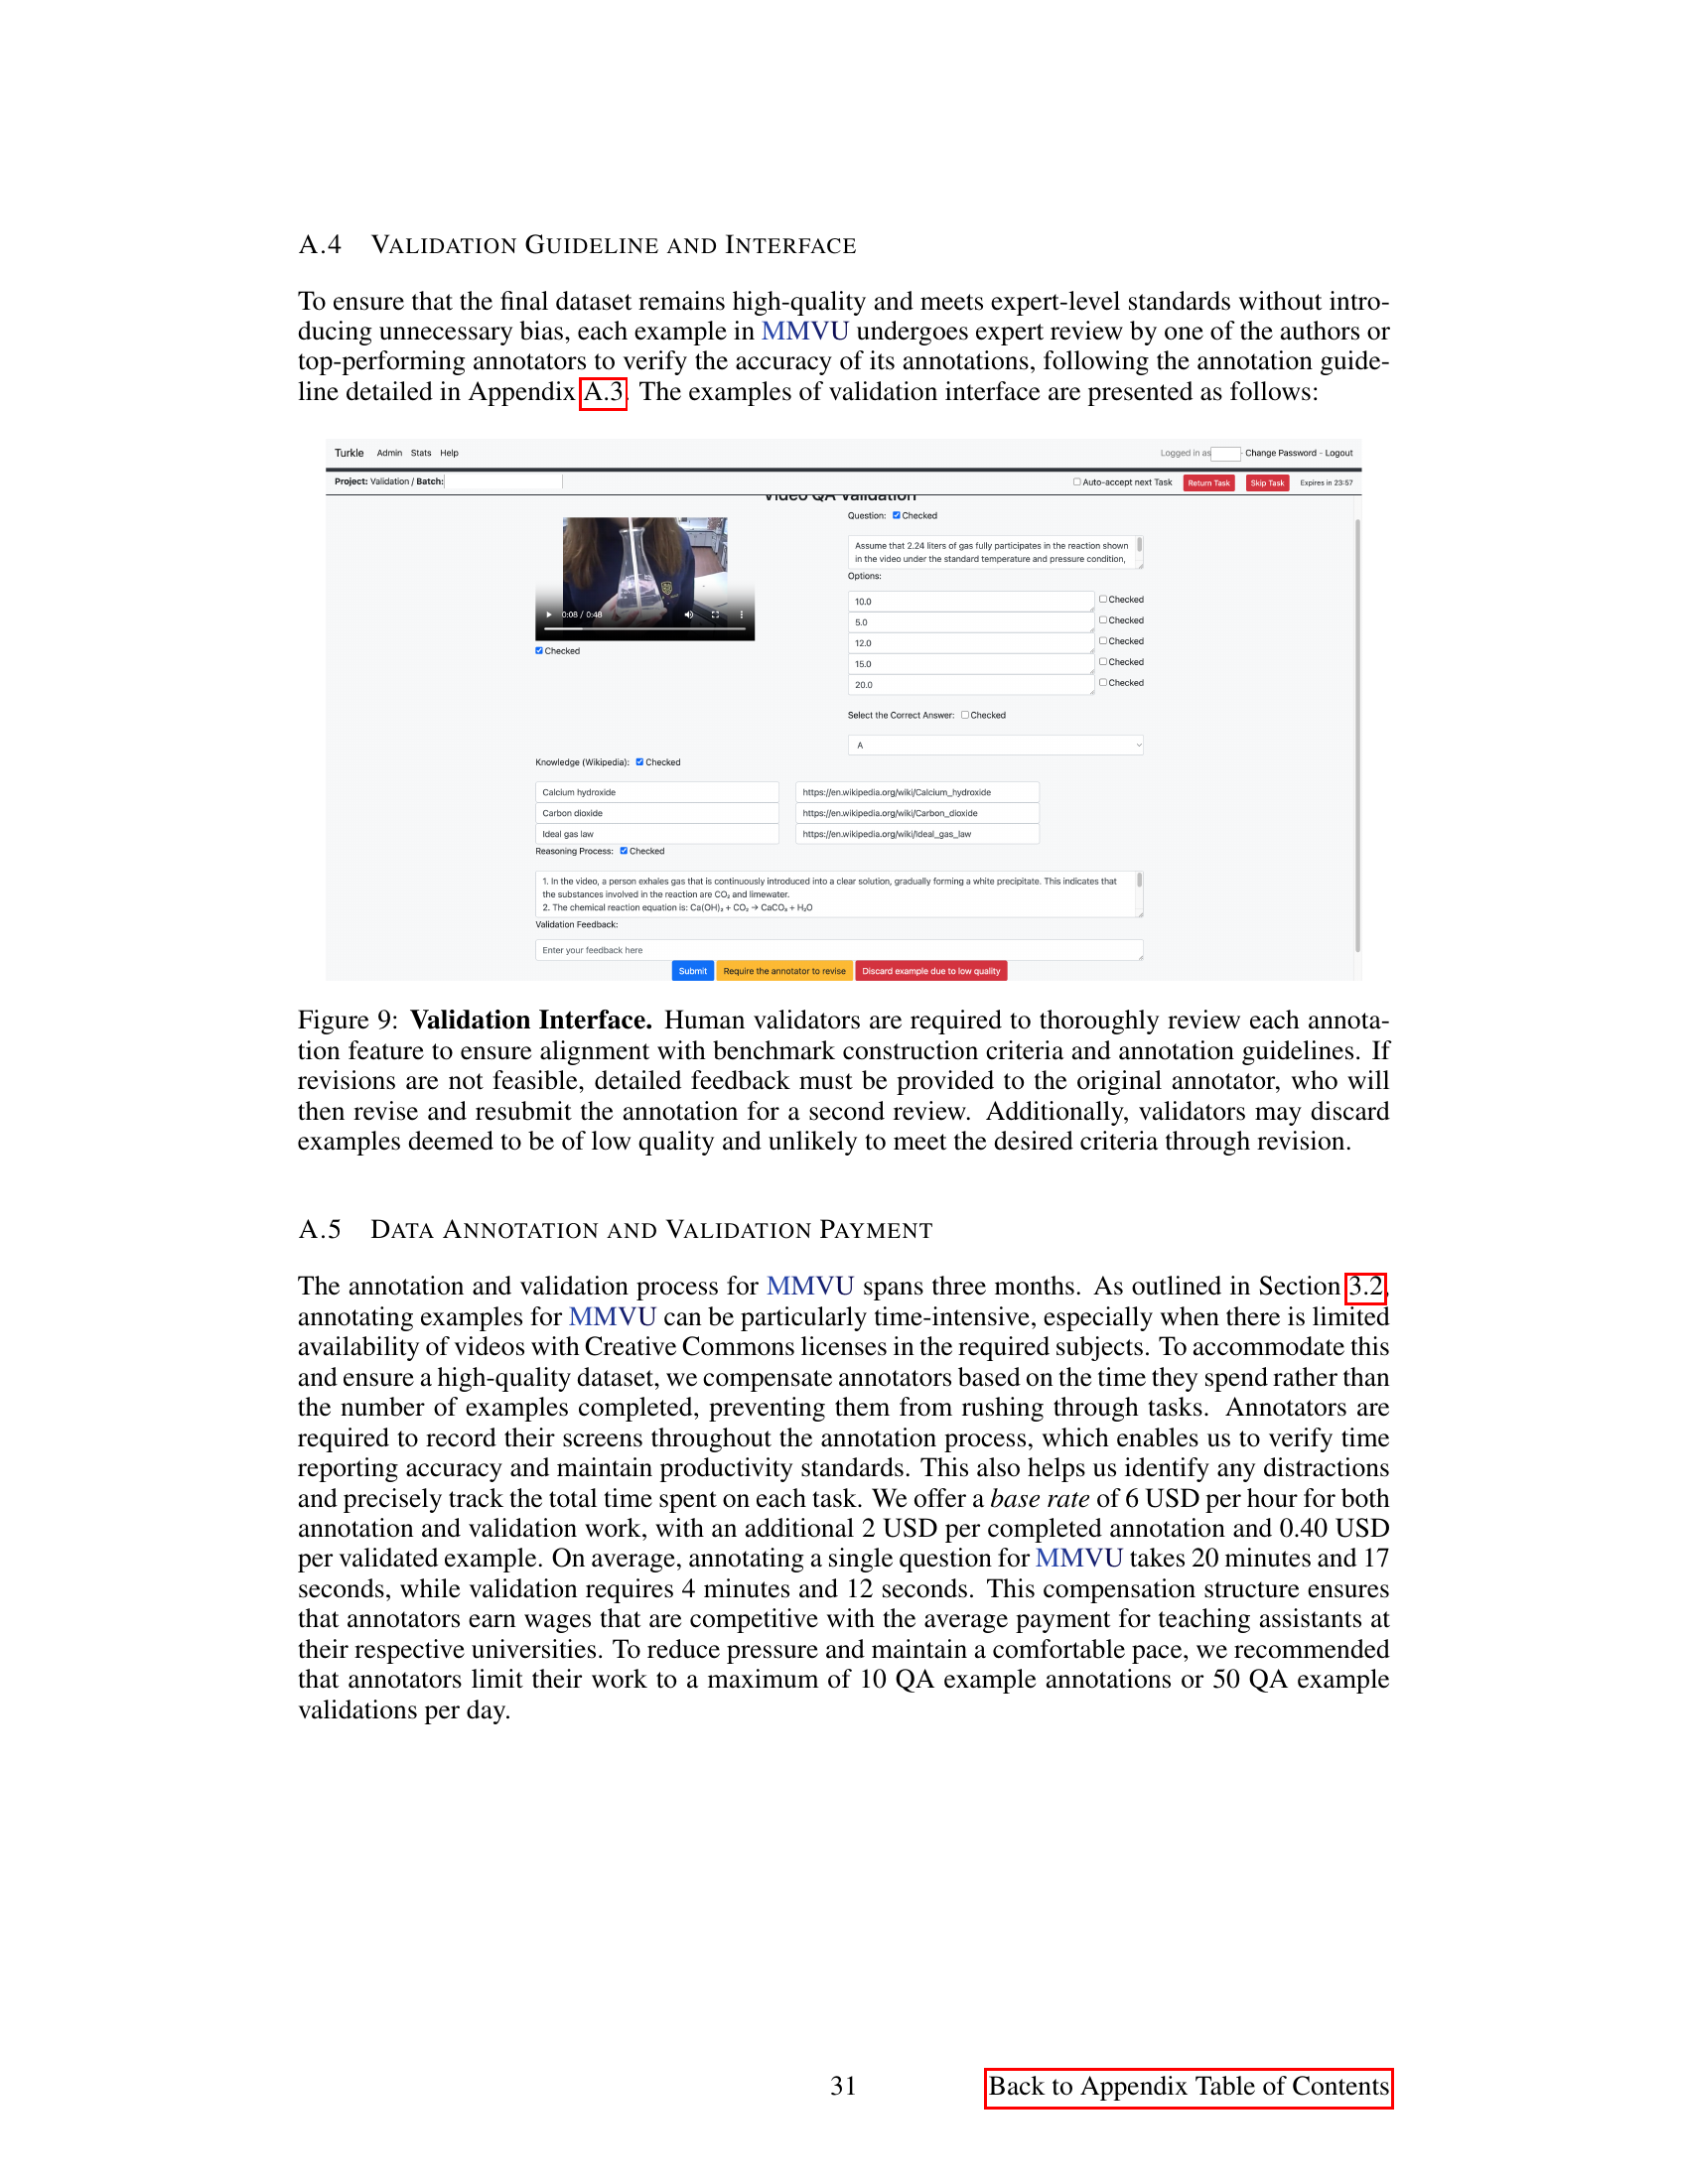 A.4 VALIDATION GUIDELINE AND INTERFACE
To ensure that the final dataset remains high-quality and meets expert-level standards without intro-
ducing unnecessary bias, each example in MMVU undergoes expert review by one of the authors or
top-performing annotators to verify the accuracy of its annotations, following the annotation guide-
line detailed in Appendix A.3. The examples of validation interface are presented as follows:
Turkle Admin Stats Help Logged in as - Change Password - Logout
Project: Validation / Batch: Auto-accept next Task Return Task Skip Task Expires in 23:57
Video QA Validation
Question: Checked
Assume that 2.24 liters of gas fully participates in the reaction shown
in the video under the standard temperature and pressure condition,
Options:
10.0 Checked
5.0 Checked
12.0 Checked
15.0 Checked
20.0 Checked
0:08 / 0:48
Checked
Select the Correct Answer: Checked
A
Knowledge (Wikipedia): Checked
Calcium hydroxide https://en.wikipedia.org/wiki/Calcium_hydroxide
Carbon dioxide https://en.wikipedia.org/wiki/Carbon_dioxide
Ideal gas law https://en.wikipedia.org/wiki/Ideal_gas_law
Reasoning Process: Checked
1. In the video, a person exhales gas that is continuously introduced into a clear solution, gradually forming a white precipitate. This indicates that
the substances involved in the reaction are CO₂ and limewater.
2. The chemical reaction equation is: Ca(OH)₂ + CO₂ → CaCO₃ + H₂O
Validation Feedback:
Enter your feedback here
Submit Require the annotator to revise Discard example due to low quality
Figure 9: Validation Interface. Human validators are required to thoroughly review each annota-
tion feature to ensure alignment with benchmark construction criteria and annotation guidelines. If
revisions are not feasible, detailed feedback must be provided to the original annotator, who will
then revise and resubmit the annotation for a second review. Additionally, validators may discard
examples deemed to be of low quality and unlikely to meet the desired criteria through revision.
A.5 DATA ANNOTATION AND VALIDATION PAYMENT
The annotation and validation process for MMVU spans three months. As outlined in Section 3.2,
annotating examples for MMVU can be particularly time-intensive, especially when there is limited
availability of videos with Creative Commons licenses in the required subjects. To accommodate this
and ensure a high-quality dataset, we compensate annotators based on the time they spend rather than
the number of examples completed, preventing them from rushing through tasks. Annotators are
required to record their screens throughout the annotation process, which enables us to verify time
reporting accuracy and maintain productivity standards. This also helps us identify any distractions
and precisely track the total time spent on each task. We offer a base rate of 6 USD per hour for both
annotation and validation work, with an additional 2 USD per completed annotation and 0.40 USD
per validated example. On average, annotating a single question for MMVU takes 20 minutes and 17
seconds, while validation requires 4 minutes and 12 seconds. This compensation structure ensures
that annotators earn wages that are competitive with the average payment for teaching assistants at
their respective universities. To reduce pressure and maintain a comfortable pace, we recommended
that annotators limit their work to a maximum of 10 QA example annotations or 50 QA example
validations per day.
31 Back to Appendix Table of Contents